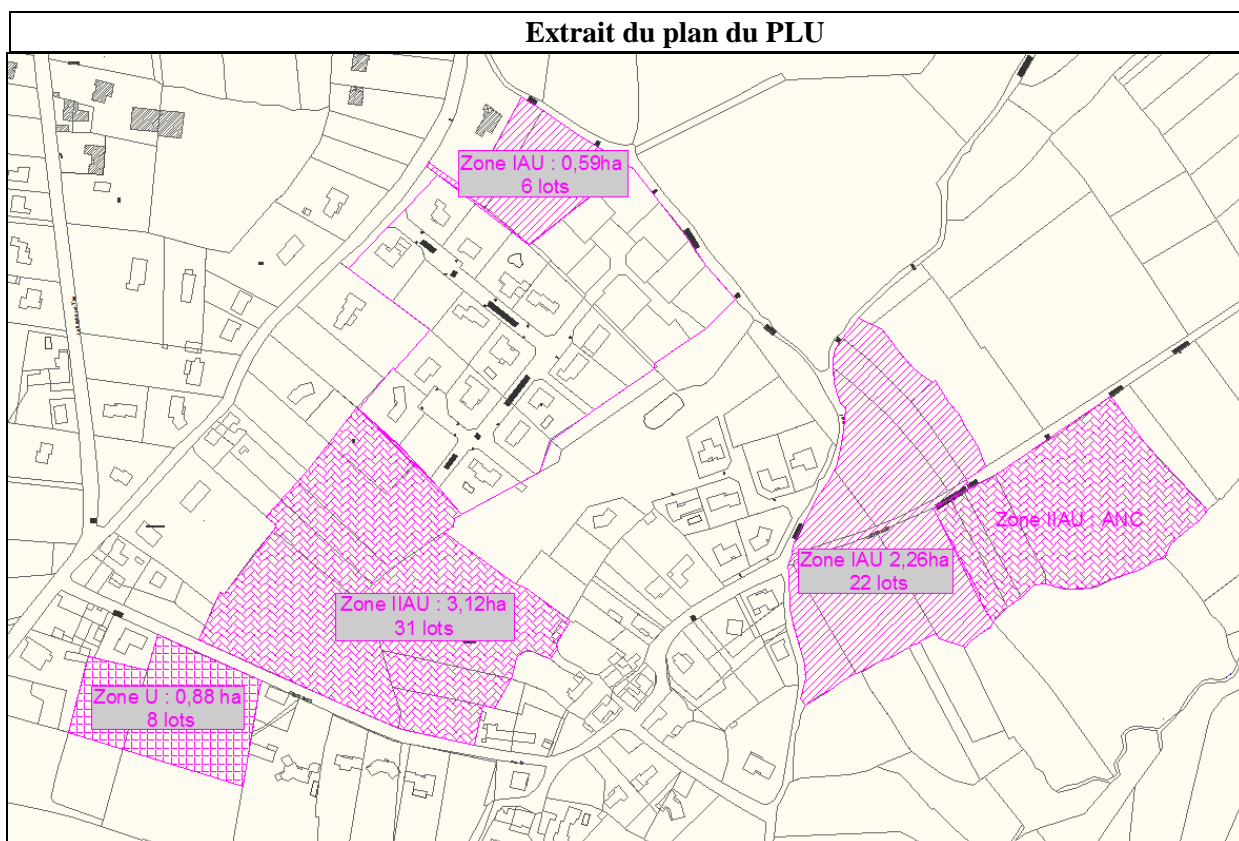 Extrait du plan du PLU
Zone IAU : 0,59ha
6 lots
Zone IIAU : ANC
Zone IAU 2,26ha
22 lots
Zone IIAU : 3,12ha
31 lots
Zone U : 0,88 ha
8 lots